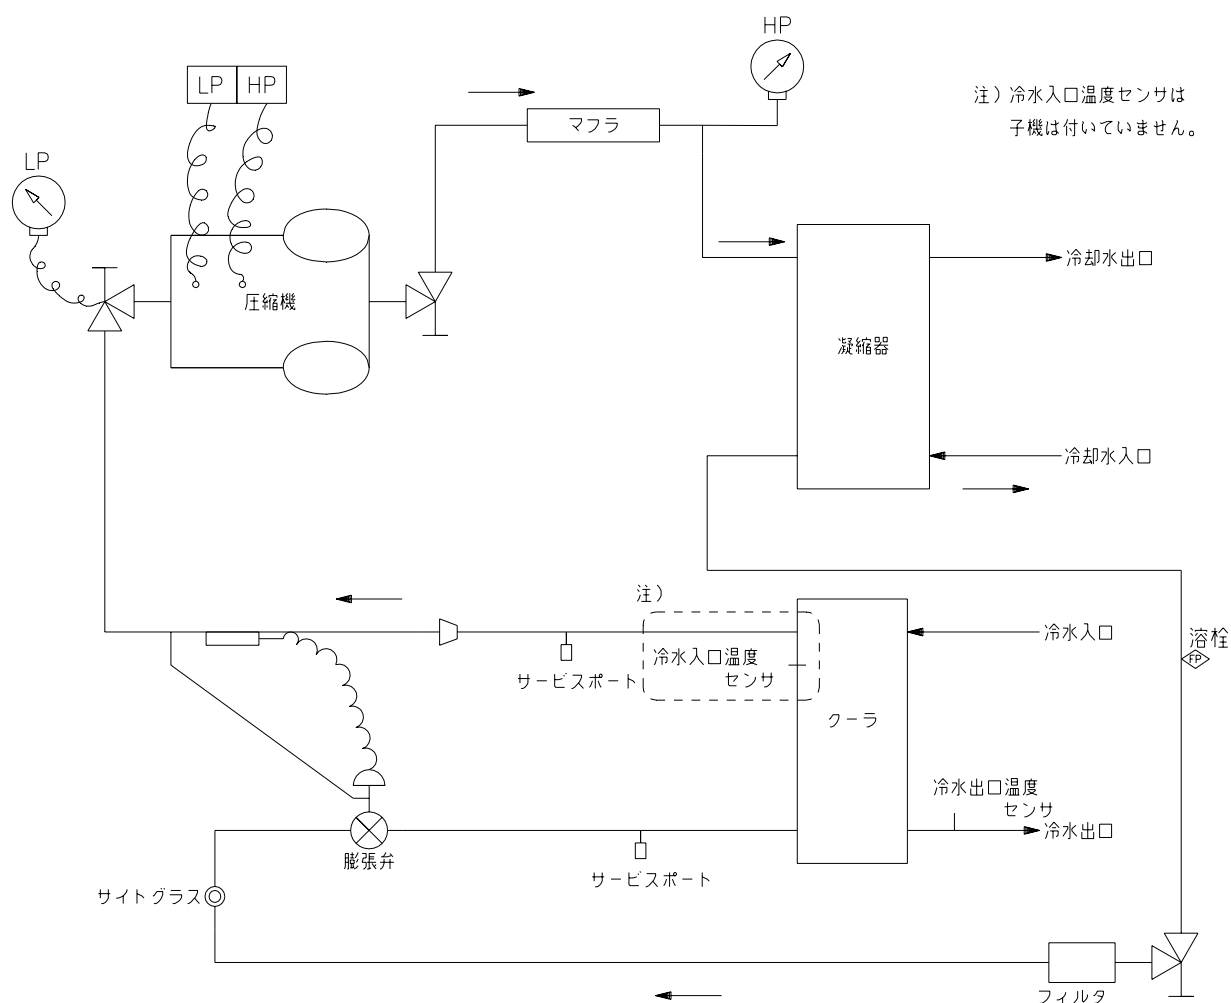 HP
LP HP
マフラ
注）冷水入口温度センサは
子機は付いていません。
LP
圧縮機
冷却水出口
凝縮器
冷却水入口
注）
冷水入口
溶栓
FP
冷水入口温度
センサ
サービスポート
クーラ
冷水出口温度
センサ
冷水出口
膨張弁
サービスポート
サイトグラス
フィルタ